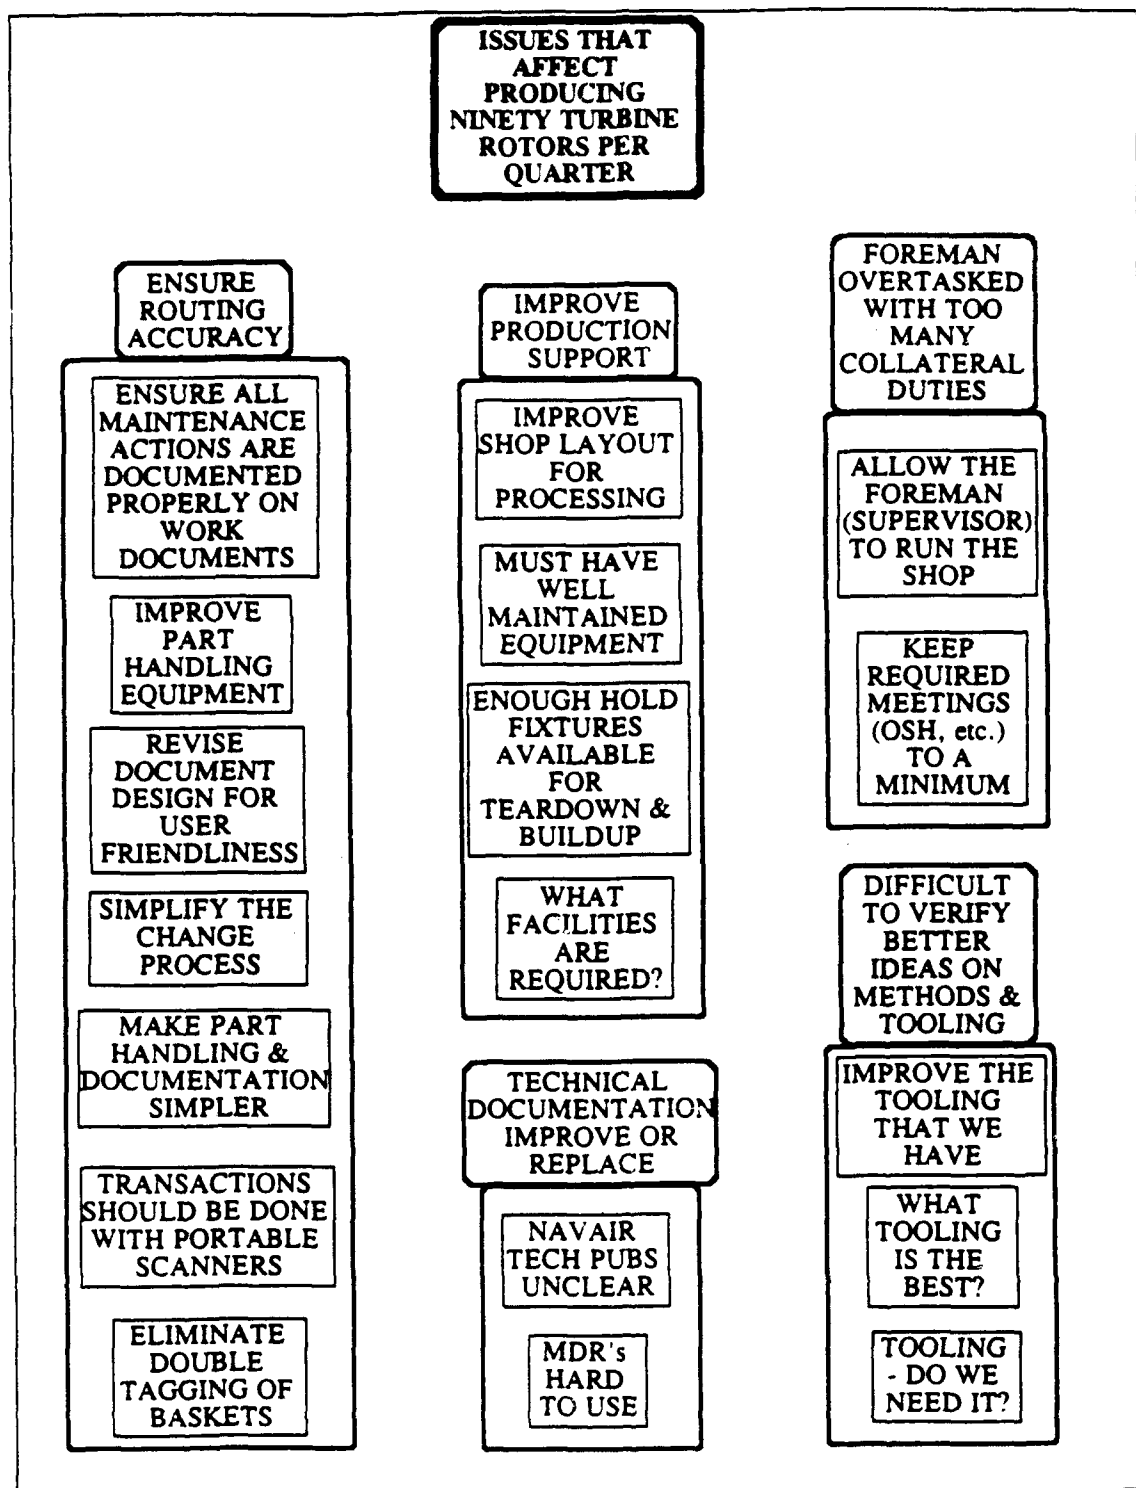 ISSUES THAT
AFFECT
PRODUCING
NINETY TURBINE
ROTORS PER
QUARTER
ENSURE
ROUTING
ACCURACY
ENSURE ALL
MAINTENANCE
ACTIONS ARE
DOCUMENTED
PROPERLY ON
WORK
DOCUMENTS
IMPROVE
PART
HANDLING
EQUIPMENT
REVISE
DOCUMENT
DESIGN FOR
USER
FRIENDLINESS
SIMPLIFY THE
CHANGE
PROCESS
MAKE PART
HANDLING &
DOCUMENTATION
SIMPLER
TRANSACTIONS
SHOULD BE DONE
WITH PORTABLE
SCANNERS
ELIMINATE
DOUBLE
TAGGING OF
BASKETS
IMPROVE
PRODUCTION
SUPPORT
IMPROVE
SHOP LAYOUT
FOR
PROCESSING
MUST HAVE
WELL
MAINTAINED
EQUIPMENT
ENOUGH HOLD
FIXTURES
AVAILABLE
FOR
TEARDOWN &
BUILDUP
WHAT
FACILITIES
ARE
REQUIRED?
TECHNICAL
DOCUMENTATION
IMPROVE OR
REPLACE
NAVAIR
TECH PUBS
UNCLEAR
MDR's
HARD
TO USE
FOREMAN
OVERTASKED
WITH TOO
MANY
COLLATERAL
DUTIES
ALLOW THE
FOREMAN
(SUPERVISOR)
TO RUN THE
SHOP
KEEP
REQUIRED
MEETINGS
(OSH, etc.)
TO A
MINIMUM
DIFFICULT
TO VERIFY
BETTER
IDEAS ON
METHODS &
TOOLING
IMPROVE THE
TOOLING
THAT WE
HAVE
WHAT
TOOLING
IS THE
BEST?
TOOLING
- DO WE
NEED IT?